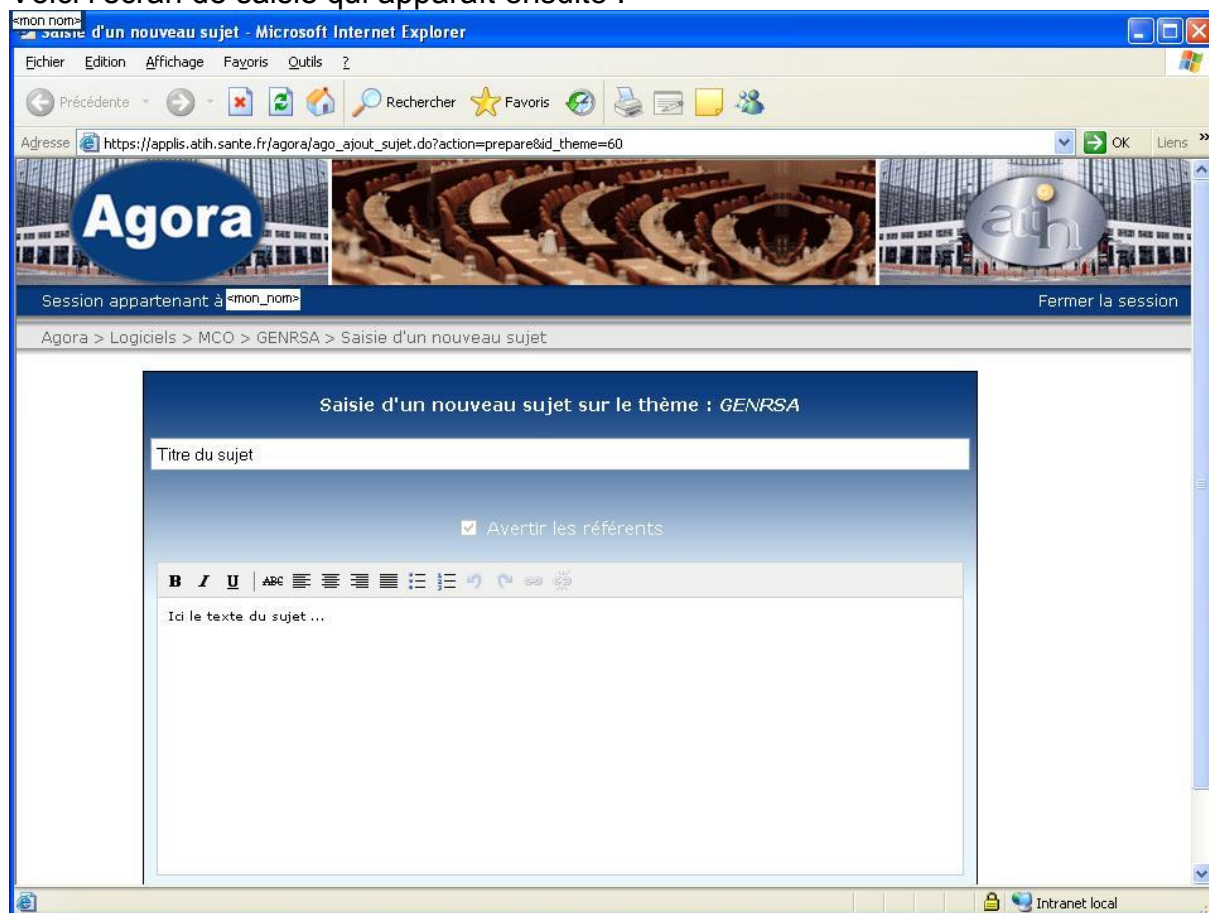 Voici l'écran de saisie qui apparaît ensuite :
<mon nom>
Saisie d'un nouveau sujet - Microsoft Internet Explorer
Fichier Edition Affichage Favoris Outils ?
Précédente Rechercher Favoris
Adresse https://applis.atih.sante.fr/agora/ago_ajout_sujet.do?action=prepare&id_theme=60 OK Liens »
Agora atih
Session appartenant à <mon_nom> Fermer la session
Agora > Logiciels > MCO > GENRSA > Saisie d'un nouveau sujet
Saisie d'un nouveau sujet sur le thème : GENRSA
Titre du sujet
Avertir les référents
B I U ABC
Ici le texte du sujet ...
Intranet local